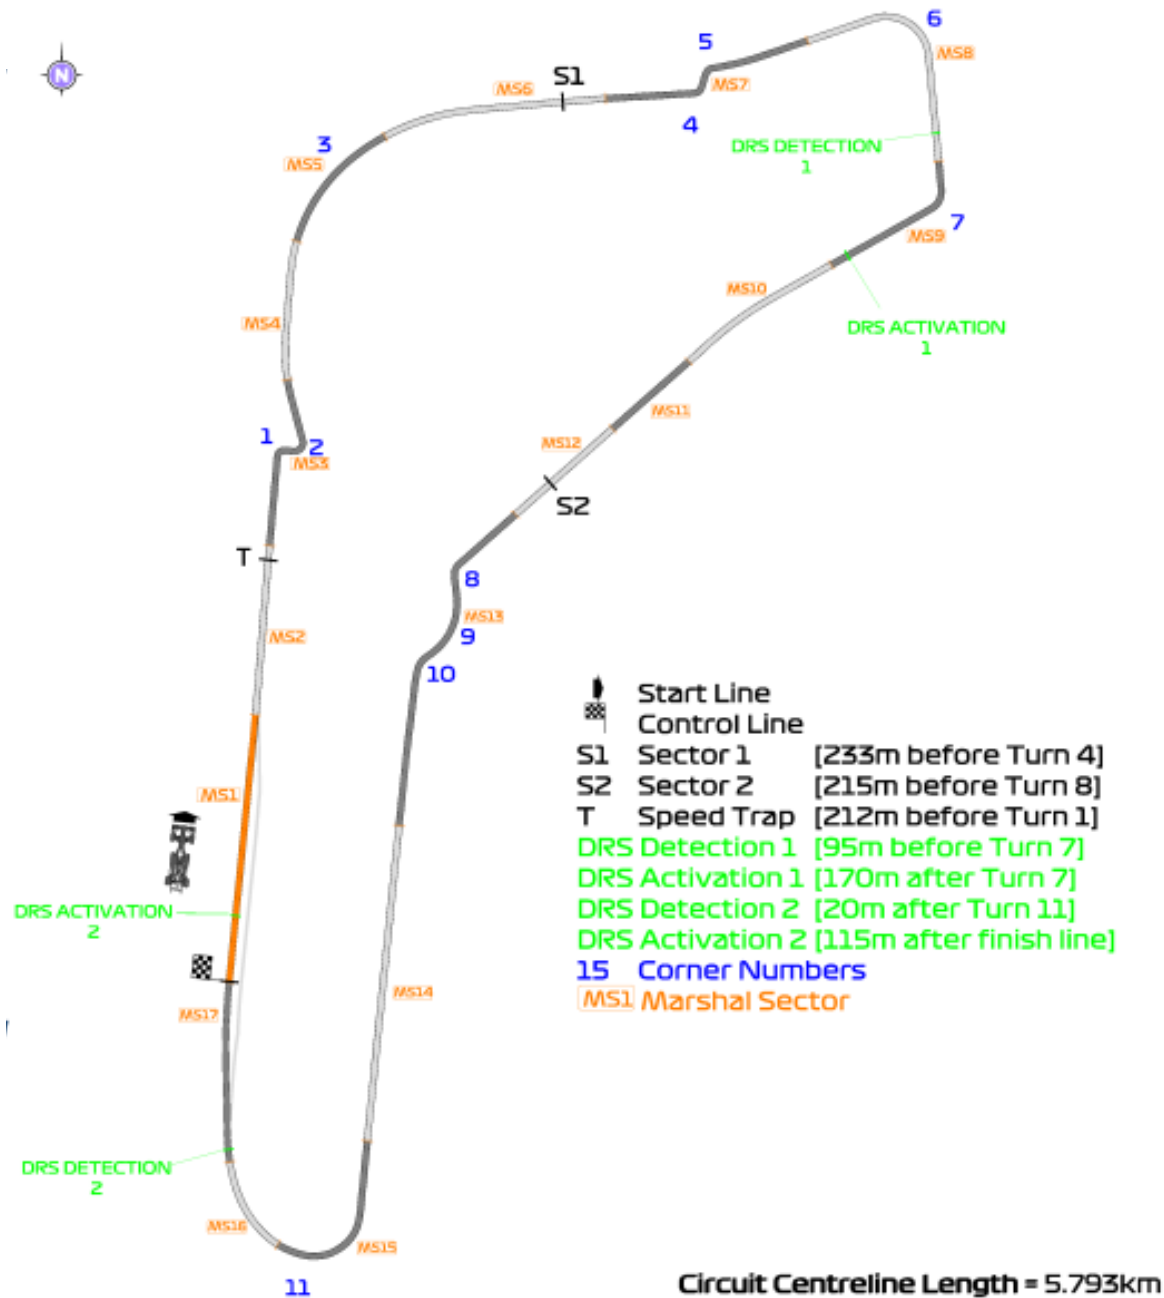 6
5
N
MS8
S1
MS6
MS7
4
3
DRS DETECTION
1
MS5
7
MS9
MS10
MS4
DRS ACTIVATION
1
MS11
1
2
MS12
MS3
S2
T
8
MS13
MS2
9
10
Start Line
Control Line
S1 Sector 1 [233m before Turn 4]
S2 Sector 2 [215m before Turn 8]
T Speed Trap [212m before Turn 1]
DRS Detection 1 [95m before Turn 7]
DRS Activation 1 [170m after Turn 7]
DRS Detection 2 [20m after Turn 11]
DRS Activation 2 [115m after finish line]
15 Corner Numbers
MS1 Marshal Sector
MS1
DRS ACTIVATION
2
MS14
MS17
DRS DETECTION
2
MS16
MS15
11
Circuit Centreline Length = 5.793km